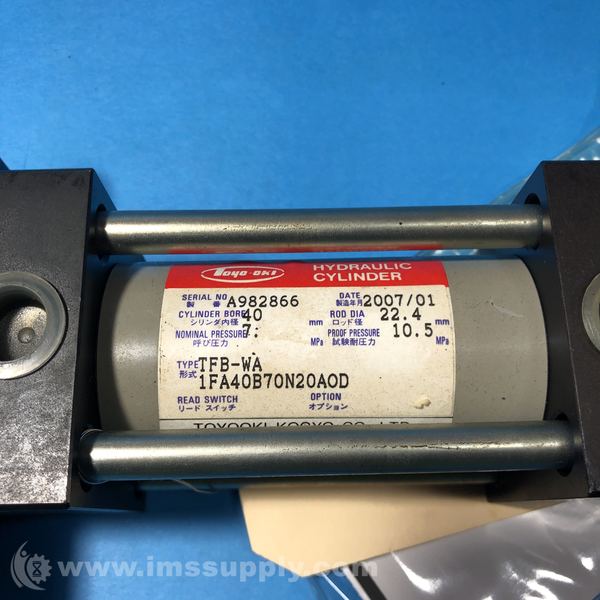 TOYO-OKI HYDRAULIC CYLINDER
SERIAL NO 製番 A982866 DATE 製造年月 2007/01
CYLINDER BORE シリンダ内径 40 mm ROD DIA ロッド径 22.4 mm
NOMINAL PRESSURE 呼び圧力 7. MPa PROOF PRESSURE 試験耐圧力 10.5 MPa
TYPE 形式 TFB-WA
1FA40B70N20AOD
READ SWITCH リードスイッチ OPTION オプション
TOYOOKI KOGYO CO., LTD.
www.imssupply.com